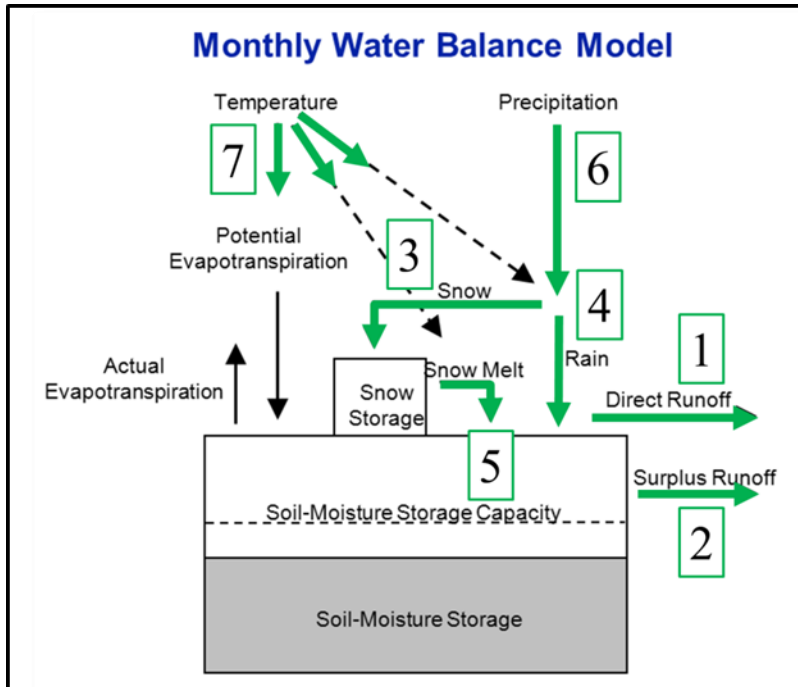 Monthly Water Balance Model
Temperature
Precipitation
7
6
Potential
Evapotranspiration
3
Snow
4
1
Actual
Evapotranspiration
Snow
Storage
Snow Melt
Rain
Direct Runoff
5
Surplus Runoff
Soil-Moisture Storage Capacity
2
Soil-Moisture Storage